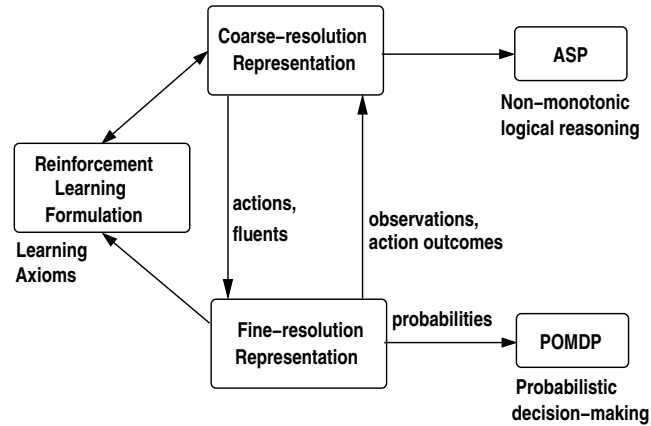 Coarse−resolution
Representation
ASP
Non−monotonic
logical reasoning
Reinforcement
Learning
Formulation
Learning
Axioms
actions,
fluents
observations,
action outcomes
Fine−resolution
Representation
probabilities
POMDP
Probabilistic
decision−making